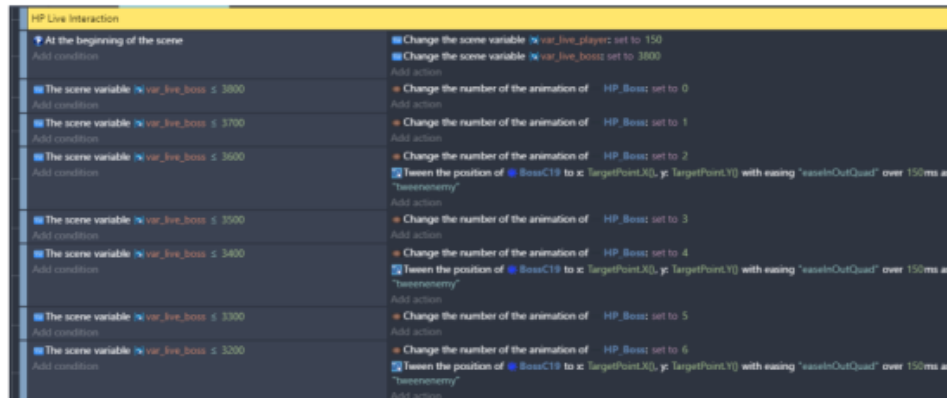 HP Live Interaction
At the beginning of the scene
Add condition
Change the scene variable var_live_player: set to 150
Change the scene variable var_live_boss: set to 3800
Add action
The scene variable var_live_boss ≤ 3800
Add condition
Change the number of the animation of HP_Boss: set to 0
Add action
The scene variable var_live_boss ≤ 3700
Add condition
Change the number of the animation of HP_Boss: set to 1
Add action
The scene variable var_live_boss ≤ 3600
Add condition
Change the number of the animation of HP_Boss: set to 2
Tween the position of BossC19 to x: TargetPoint.X(), y: TargetPoint.Y() with easing "easeInOutQuad" over 150ms a
"tweenenemy"
Add action
The scene variable var_live_boss ≤ 3500
Add condition
Change the number of the animation of HP_Boss: set to 3
Add action
The scene variable var_live_boss ≤ 3400
Add condition
Change the number of the animation of HP_Boss: set to 4
Tween the position of BossC19 to x: TargetPoint.X(), y: TargetPoint.Y() with easing "easeInOutQuad" over 150ms a
"tweenenemy"
Add action
The scene variable var_live_boss ≤ 3300
Add condition
Change the number of the animation of HP_Boss: set to 5
Add action
The scene variable var_live_boss ≤ 3200
Add condition
Change the number of the animation of HP_Boss: set to 6
Tween the position of BossC19 to x: TargetPoint.X(), y: TargetPoint.Y() with easing "easeInOutQuad" over 150ms a
"tweenenemy"
Add action